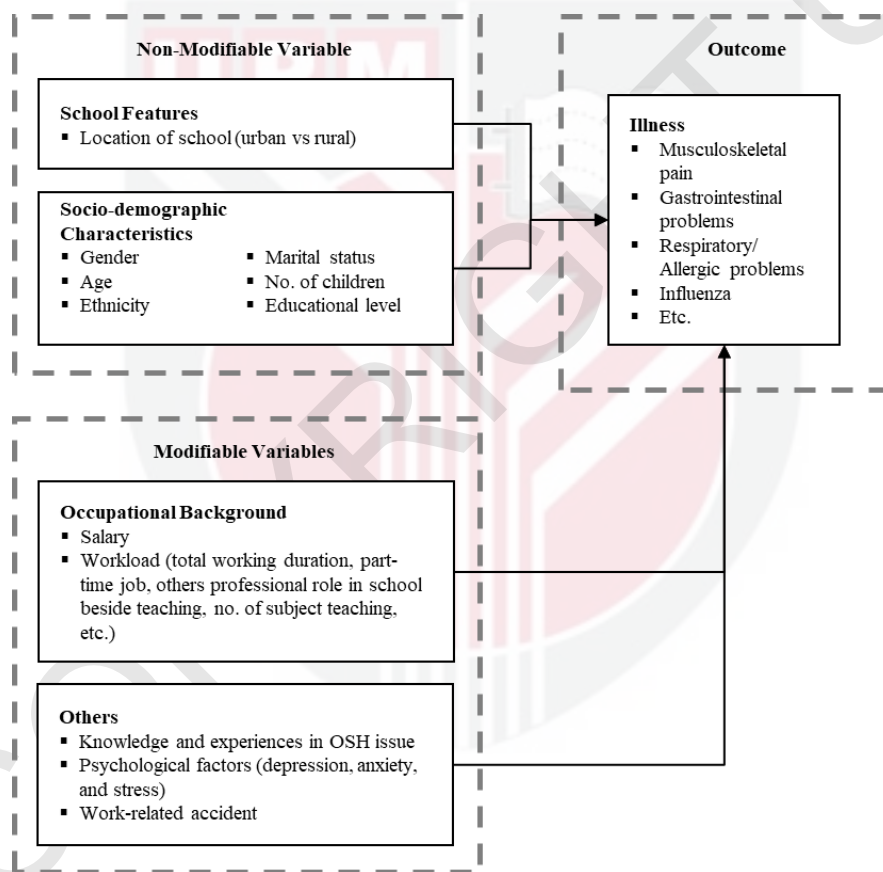 Non-Modifiable Variable
School Features
▪ Location of school (urban vs rural)
Socio-demographic
Characteristics
▪ Gender
▪ Age
▪ Ethnicity
▪ Marital status
▪ No. of children
▪ Educational level
Outcome
Illness
▪ Musculoskeletal
pain
▪ Gastrointestinal
problems
▪ Respiratory/
Allergic problems
▪ Influenza
▪ Etc.
Modifiable Variables
Occupational Background
▪ Salary
▪ Workload (total working duration, part-
time job, others professional role in school
beside teaching, no. of subject teaching,
etc.)
Others
▪ Knowledge and experiences in OSH issue
▪ Psychological factors (depression, anxiety,
and stress)
▪ Work-related accident
UPM
COPYRIGHT U